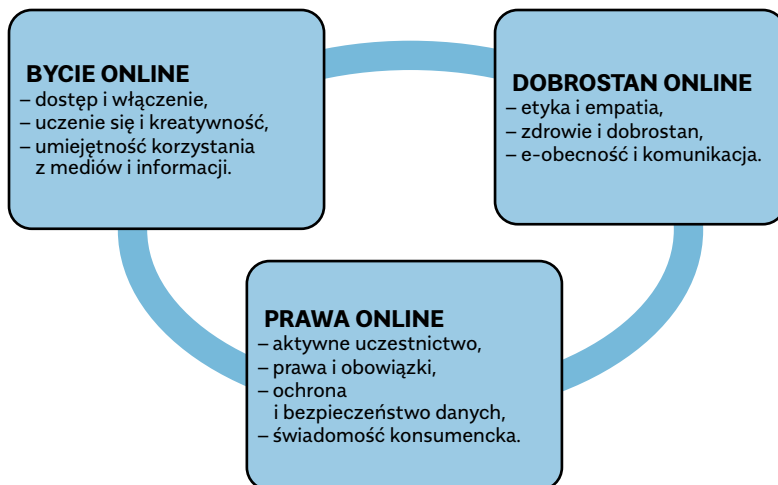 BYCIE ONLINE
– dostęp i włączenie,
– uczenie się i kreatywność,
– umiejętność korzystania
z mediów i informacji.
DOBROSTAN ONLINE
– etyka i empatia,
– zdrowie i dobrostan,
– e-obecność i komunikacja.
PRAWA ONLINE
– aktywne uczestnictwo,
– prawa i obowiązki,
– ochrona
i bezpieczeństwo danych,
– świadomość konsumencka.